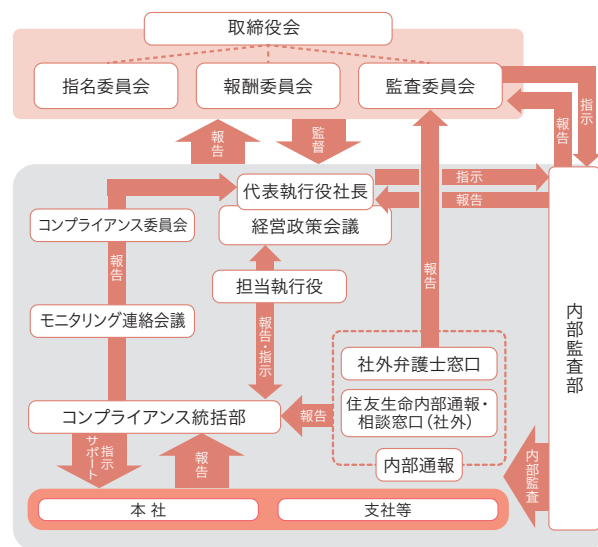 取締役会
指名委員会
報酬委員会
監査委員会
指示
報告
報告
監督
代表執行役社長
指示
報告
経営政策会議
コンプライアンス委員会
報告
担当執行役
報告
モニタリング連絡会議
報告・指示
内部監査部
社外弁護士窓口
住友生命内部通報・
相談窓口(社外)
報告
コンプライアンス統括部
内部通報
指示
サポート
報告
内部監査
本社
支社等